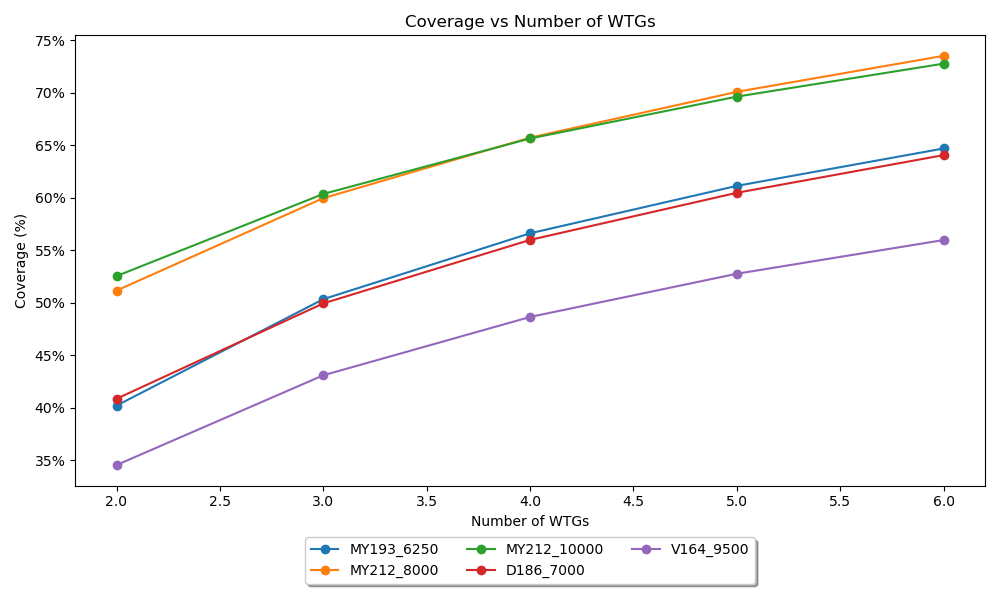 Coverage vs Number of WTGs
Coverage (%)
75%
70%
65%
60%
55%
50%
45%
40%
35%
2.0 2.5 3.0 3.5 4.0 4.5 5.0 5.5 6.0
Number of WTGs
MY193_6250 MY212_10000 V164_9500
MY212_8000 D186_7000